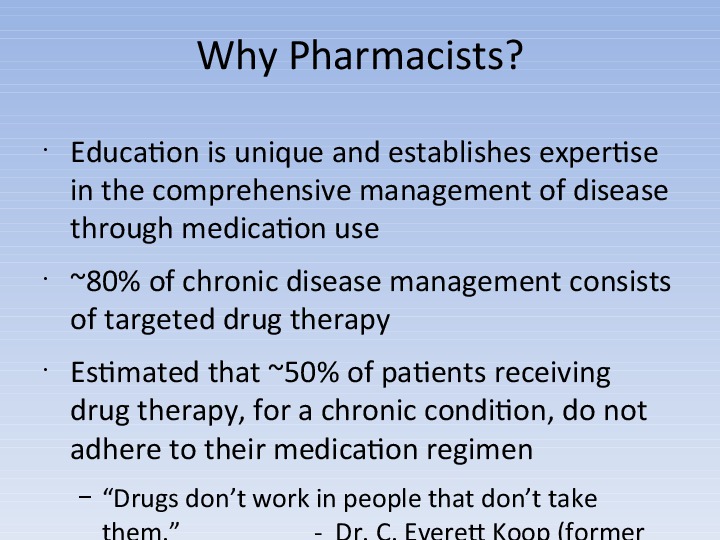 Why Pharmacists?
· Education is unique and establishes expertise
in the comprehensive management of disease
through medication use
· ~80% of chronic disease management consists
of targeted drug therapy
· Estimated that ~50% of patients receiving
drug therapy, for a chronic condition, do not
adhere to their medication regimen
– “Drugs don’t work in people that don’t take
them.” - Dr. C. Everett Koop (former